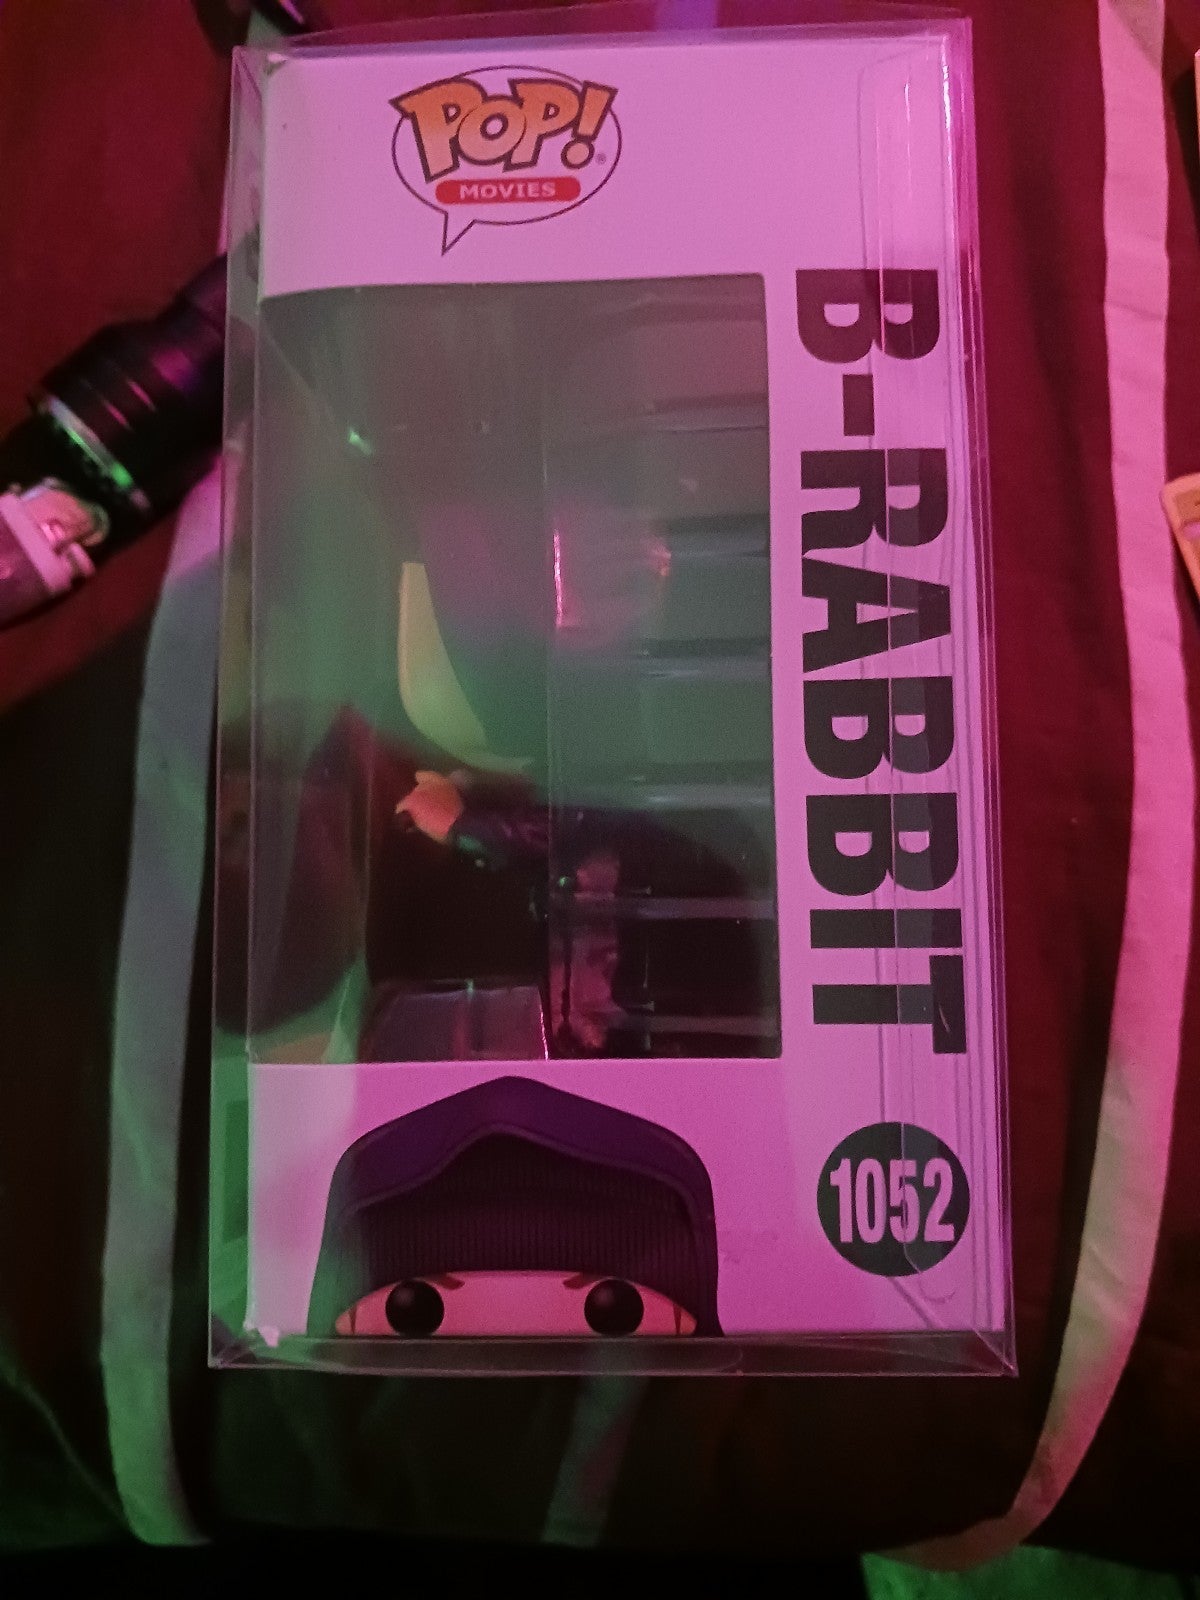 POP!
MOVIES
B-RABBIT
1052